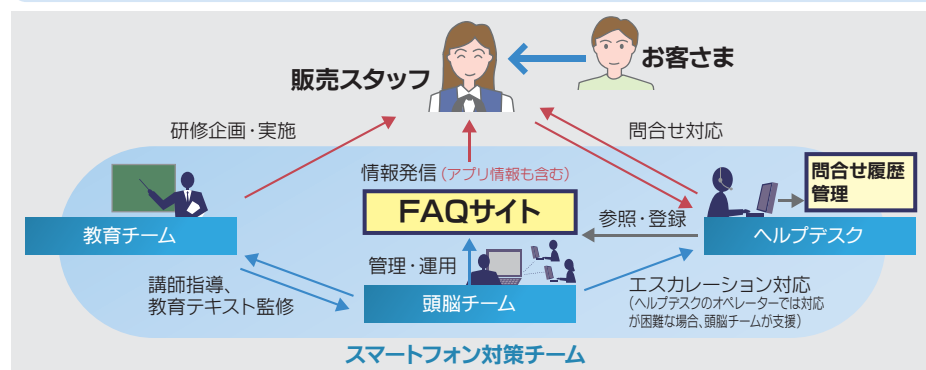 お客さま
販売スタッフ
研修企画・実施
問合せ対応
情報発信(アプリ情報も含む)
問合せ履歴
管理
FAQサイト
参照・登録
教育チーム
ヘルプデスク
管理・運用
講師指導、
教育テキスト監修
頭脳チーム
エスカレーション対応
(ヘルプデスクのオペレーターでは対応
が困難な場合、頭脳チームが支援)
スマートフォン対策チーム